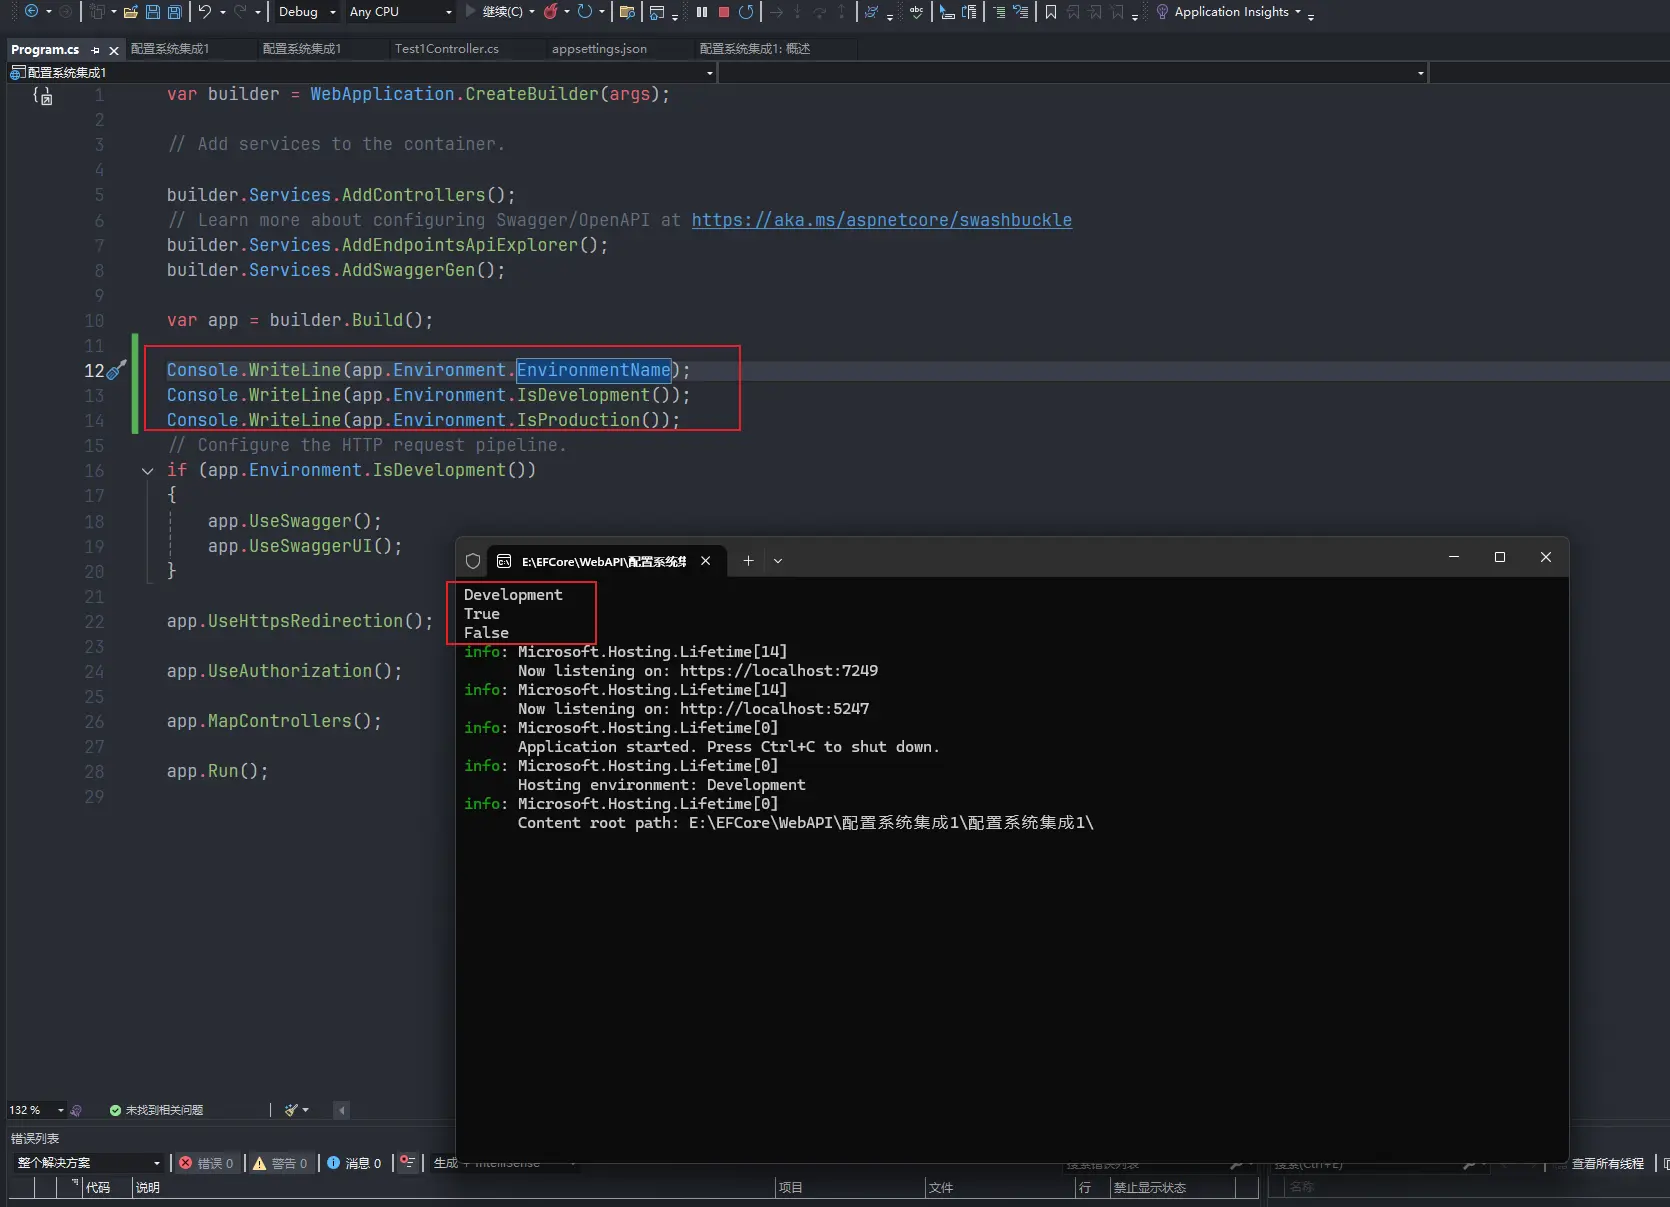 Debug
Any CPU
继续(C)
Application Insights
Program.cs
配置系统集成1
配置系统集成1
Test1Controller.cs
appsettings.json
配置系统集成1: 概述
配置系统集成1
1 var builder = WebApplication.CreateBuilder(args);
2
3 // Add services to the container.
4
5 builder.Services.AddControllers();
6 // Learn more about configuring Swagger/OpenAPI at https://aka.ms/aspnetcore/swashbuckle
7 builder.Services.AddEndpointsApiExplorer();
8 builder.Services.AddSwaggerGen();
9
10 var app = builder.Build();
11
12 Console.WriteLine(app.Environment.EnvironmentName);
13 Console.WriteLine(app.Environment.IsDevelopment());
14 Console.WriteLine(app.Environment.IsProduction());
15 // Configure the HTTP request pipeline.
16 if (app.Environment.IsDevelopment())
17 {
18 app.UseSwagger();
19 app.UseSwaggerUI();
20 }
21
22 app.UseHttpsRedirection();
23
24 app.UseAuthorization();
25
26 app.MapControllers();
27
28 app.Run();
29
E:\EFCore\WebAPI\配置系统集
Development
True
False
info: Microsoft.Hosting.Lifetime[14]
Now listening on: https://localhost:7249
info: Microsoft.Hosting.Lifetime[14]
Now listening on: http://localhost:5247
info: Microsoft.Hosting.Lifetime[0]
Application started. Press Ctrl+C to shut down.
info: Microsoft.Hosting.Lifetime[0]
Hosting environment: Development
info: Microsoft.Hosting.Lifetime[0]
Content root path: E:\EFCore\WebAPI\配置系统集成1\配置系统集成1\
132 %
未找到相关问题
错误列表
整个解决方案
错误 0
警告 0
消息 0
生成 + IntelliSense
搜索错误列表
搜索(Ctrl+E)
查看所有线程
代码
说明
项目
文件
行
禁止显示状态
名称